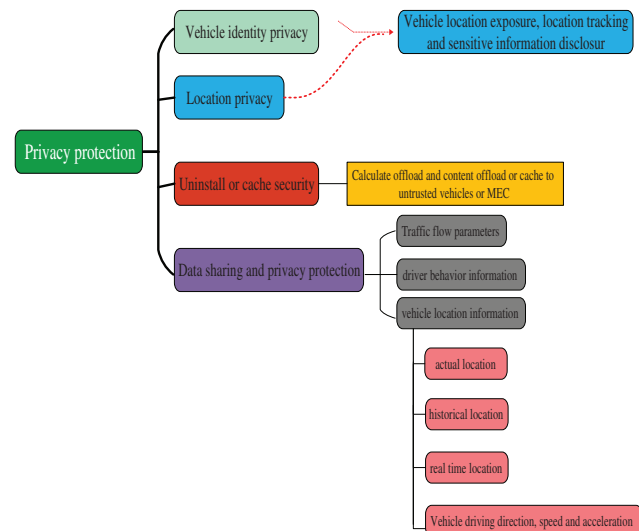 Vehicle identity privacy
Vehicle location exposure, location tracking
and sensitive information disclosur
Location privacy
Privacy protection
Uninstall or cache security
Calculate offload and content offload or cache to
untrusted vehicles or MEC
Traffic flow parameters
Data sharing and privacy protection
driver behavior information
vehicle location information
actual location
historical location
real time location
Vehicle driving direction, speed and acceleration